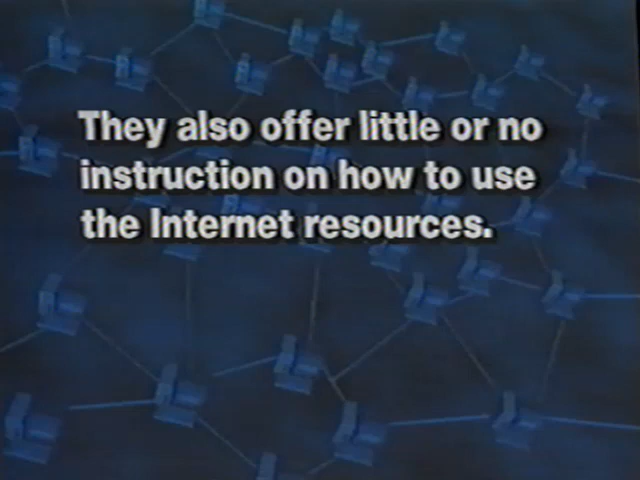 They also offer little or no
instruction on how to use
the Internet resources.